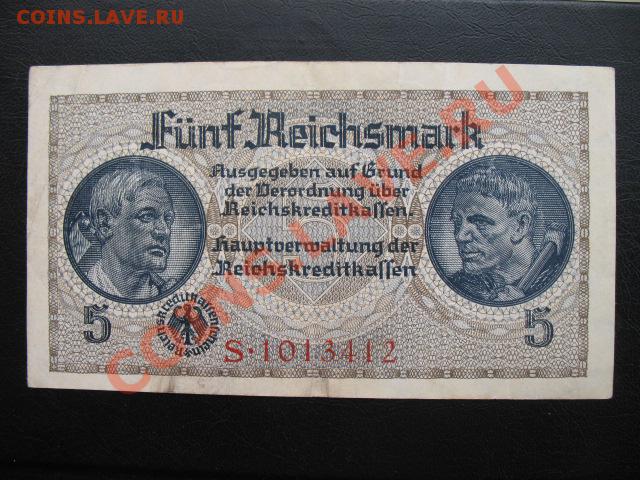 COINS.LAVE.RU
COINS.LAVE.RU
Fünf Reichsmark
Ausgegeben auf Grund
der Verordnung über
Reichskreditkassen.
Hauptverwaltung der
Reichskreditkassen
5
5
S·1013412